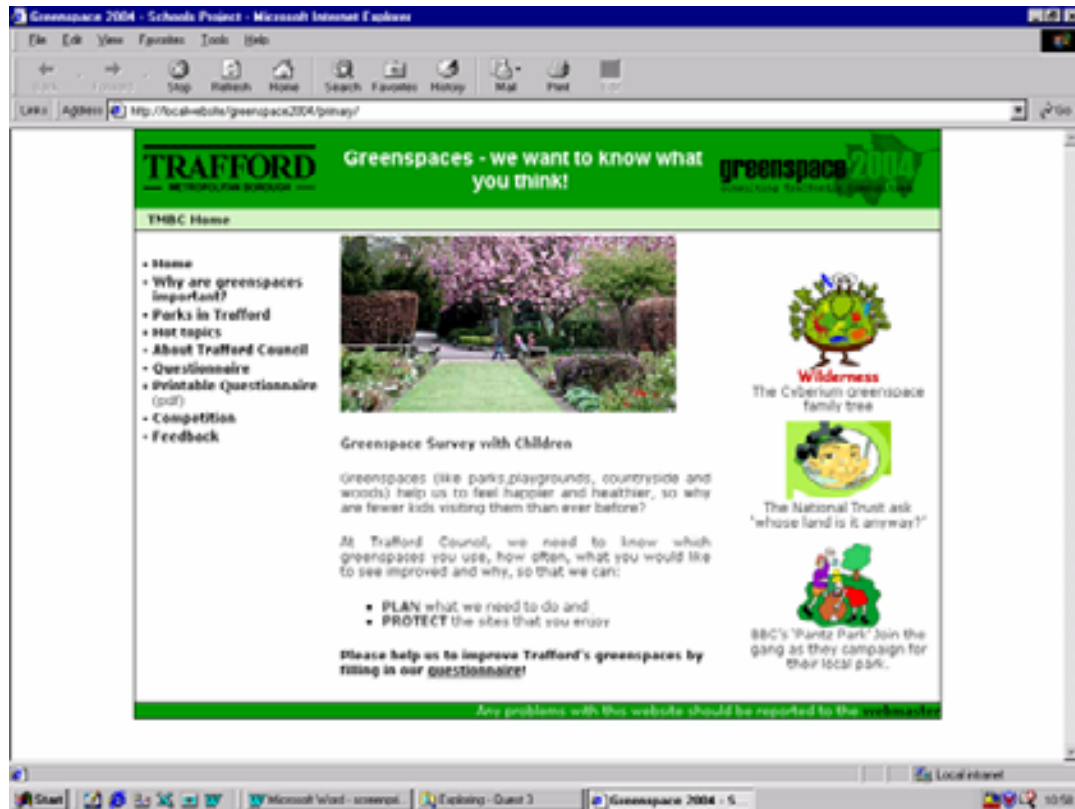 Greenspace 2004 - Schools Project - Microsoft Internet Explorer
File Edit View Favorites Tools Help
Back Forward Stop Refresh Home Search Favorites History Mail Print Edit
Links Address http://localwebsite/greenspace2004/primary/ Go
TRAFFORD
METROPOLITAN BOROUGH
Greenspaces - we want to know what
you think!
greenspace 2004
TMBC Home
• Home
• Why are greenspaces
important?
• Parks in Trafford
• Hot topics
• About Trafford Council
• Questionnaire
• Printable Questionnaire
(pdf)
• Competition
• Feedback
Greenspace Survey with Children
Greenspaces (like parks,playgrounds, countryside and
woods) help us to feel happier and healthier, so why
are fewer kids visiting them than ever before?
At Trafford Council, we need to know which
greenspaces you use, how often, what you would like
to see improved and why, so that we can:
• PLAN what we need to do and
• PROTECT the sites that you enjoy
Please help us to improve Trafford's greenspaces by
filling in our questionnaire!
Wilderness
The Cyberium greenspace
family tree
The National Trust ask
'whose land is it anyway?'
BBC's 'Pantz Park' Join the
gang as they campaign for
their local park.
Any problems with this website should be reported to the webmaster
Local intranet
Start Microsoft Word - screenpri... Exploring - Guest 3 Greenspace 2004 - S... 10:58